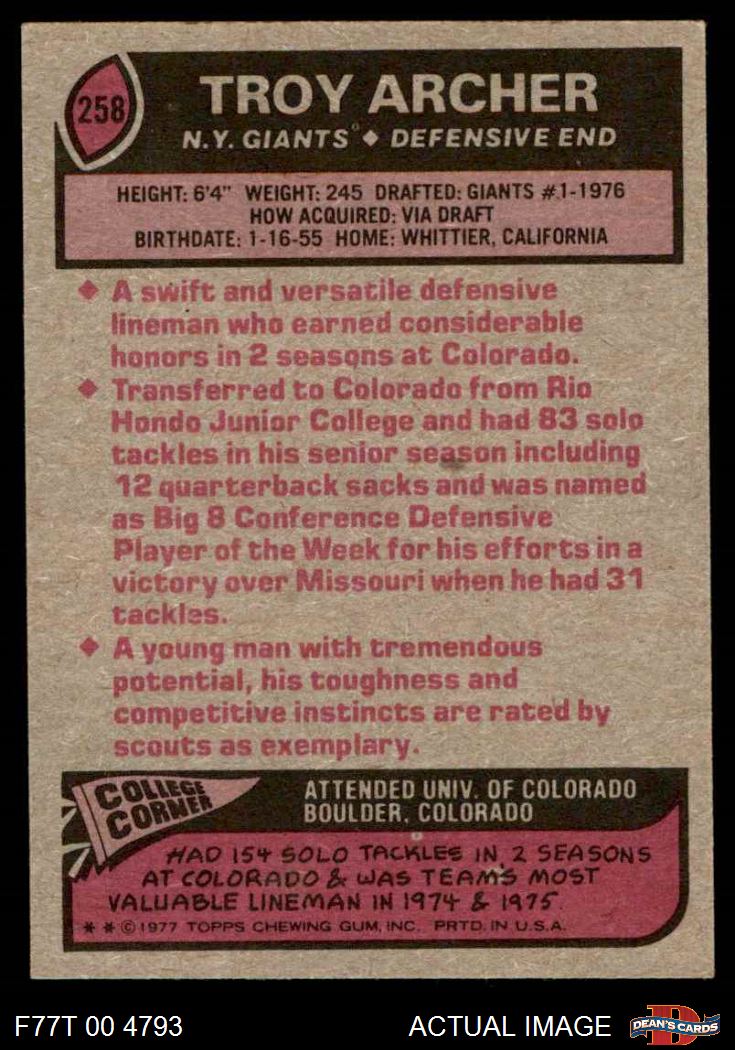 258
TROY ARCHER
N.Y. GIANTS ◆ DEFENSIVE END
HEIGHT: 6'4" WEIGHT: 245 DRAFTED: GIANTS #1-1976
HOW ACQUIRED: VIA DRAFT
BIRTHDATE: 1-16-55 HOME: WHITTIER, CALIFORNIA
◆ A swift and versatile defensive
lineman who earned considerable
honors in 2 seasons at Colorado.
◆ Transferred to Colorado from Rio
Hondo Junior College and had 83 solo
tackles in his senior season including
12 quarterback sacks and was named
as Big 8 Conference Defensive
Player of the Week for his efforts in a
victory over Missouri when he had 31
tackles.
◆ A young man with tremendous
potential, his toughness and
competitive instincts are rated by
scouts as exemplary.
COLLEGE
CORNER
ATTENDED UNIV. OF COLORADO
BOULDER, COLORADO
HAD 154 SOLO TACKLES IN 2 SEASONS
AT COLORADO & WAS TEAM'S MOST
VALUABLE LINEMAN IN 1974 & 1975.
* * © 1977 TOPPS CHEWING GUM, INC. PRTD. IN U.S.A.
F77T 00 4793
ACTUAL IMAGE
D
DEAN'S CARDS